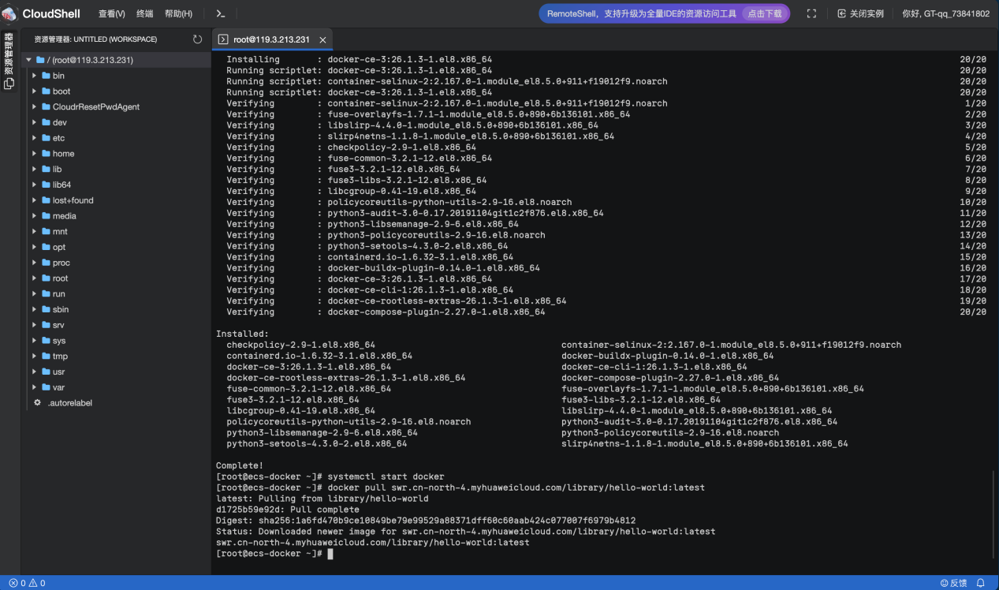 CloudShell 查看(V) 终端 帮助(H) RemoteShell，支持升级为全量IDE的资源访问工具 点击下载 关闭实例 你好, GT-qq_73841802
资源管理器
资源管理器: UNTITLED (WORKSPACE)
/ (root@119.3.213.231)
bin
boot
CloudrResetPwdAgent
dev
etc
home
lib
lib64
lost+found
media
mnt
opt
proc
root
run
sbin
srv
sys
tmp
usr
var
.autorelabel
root@119.3.213.231
Installing : docker-ce-3:26.1.3-1.el8.x86_64 20/20
Running scriptlet: docker-ce-3:26.1.3-1.el8.x86_64 20/20
Running scriptlet: container-selinux-2:2.167.0-1.module_el8.5.0+911+f19012f9.noarch 20/20
Running scriptlet: docker-ce-3:26.1.3-1.el8.x86_64 20/20
Verifying : container-selinux-2:2.167.0-1.module_el8.5.0+911+f19012f9.noarch 1/20
Verifying : fuse-overlayfs-1.7.1-1.module_el8.5.0+890+6b136101.x86_64 2/20
Verifying : libslirp-4.4.0-1.module_el8.5.0+890+6b136101.x86_64 3/20
Verifying : slirp4netns-1.1.8-1.module_el8.5.0+890+6b136101.x86_64 4/20
Verifying : checkpolicy-2.9-1.el8.x86_64 5/20
Verifying : fuse-common-3.2.1-12.el8.x86_64 6/20
Verifying : fuse3-3.2.1-12.el8.x86_64 7/20
Verifying : fuse3-libs-3.2.1-12.el8.x86_64 8/20
Verifying : libcgroup-0.41-19.el8.x86_64 9/20
Verifying : policycoreutils-python-utils-2.9-16.el8.noarch 10/20
Verifying : python3-audit-3.0-0.17.20191104git1c2f876.el8.x86_64 11/20
Verifying : python3-libsemanage-2.9-6.el8.x86_64 12/20
Verifying : python3-policycoreutils-2.9-16.el8.noarch 13/20
Verifying : python3-setools-4.3.0-2.el8.x86_64 14/20
Verifying : containerd.io-1.6.32-3.1.el8.x86_64 15/20
Verifying : docker-buildx-plugin-0.14.0-1.el8.x86_64 16/20
Verifying : docker-ce-3:26.1.3-1.el8.x86_64 17/20
Verifying : docker-ce-cli-1:26.1.3-1.el8.x86_64 18/20
Verifying : docker-ce-rootless-extras-26.1.3-1.el8.x86_64 19/20
Verifying : docker-compose-plugin-2.27.0-1.el8.x86_64 20/20
Installed:
checkpolicy-2.9-1.el8.x86_64 container-selinux-2:2.167.0-1.module_el8.5.0+911+f19012f9.noarch
containerd.io-1.6.32-3.1.el8.x86_64 docker-buildx-plugin-0.14.0-1.el8.x86_64
docker-ce-3:26.1.3-1.el8.x86_64 docker-ce-cli-1:26.1.3-1.el8.x86_64
docker-ce-rootless-extras-26.1.3-1.el8.x86_64 docker-compose-plugin-2.27.0-1.el8.x86_64
fuse-common-3.2.1-12.el8.x86_64 fuse-overlayfs-1.7.1-1.module_el8.5.0+890+6b136101.x86_64
fuse3-3.2.1-12.el8.x86_64 fuse3-libs-3.2.1-12.el8.x86_64
libcgroup-0.41-19.el8.x86_64 libslirp-4.4.0-1.module_el8.5.0+890+6b136101.x86_64
policycoreutils-python-utils-2.9-16.el8.noarch python3-audit-3.0-0.17.20191104git1c2f876.el8.x86_64
python3-libsemanage-2.9-6.el8.x86_64 python3-policycoreutils-2.9-16.el8.noarch
python3-setools-4.3.0-2.el8.x86_64 slirp4netns-1.1.8-1.module_el8.5.0+890+6b136101.x86_64
Complete!
[root@ecs-docker ~]# systemctl start docker
[root@ecs-docker ~]# docker pull swr.cn-north-4.myhuaweicloud.com/library/hello-world:latest
latest: Pulling from library/hello-world
d1725b59e92d: Pull complete
Digest: sha256:1a6fd470b9ce10849be79e99529a88371dff60c60aab424c077007f6979b4812
Status: Downloaded newer image for swr.cn-north-4.myhuaweicloud.com/library/hello-world:latest
swr.cn-north-4.myhuaweicloud.com/library/hello-world:latest
[root@ecs-docker ~]#
0 0 反馈